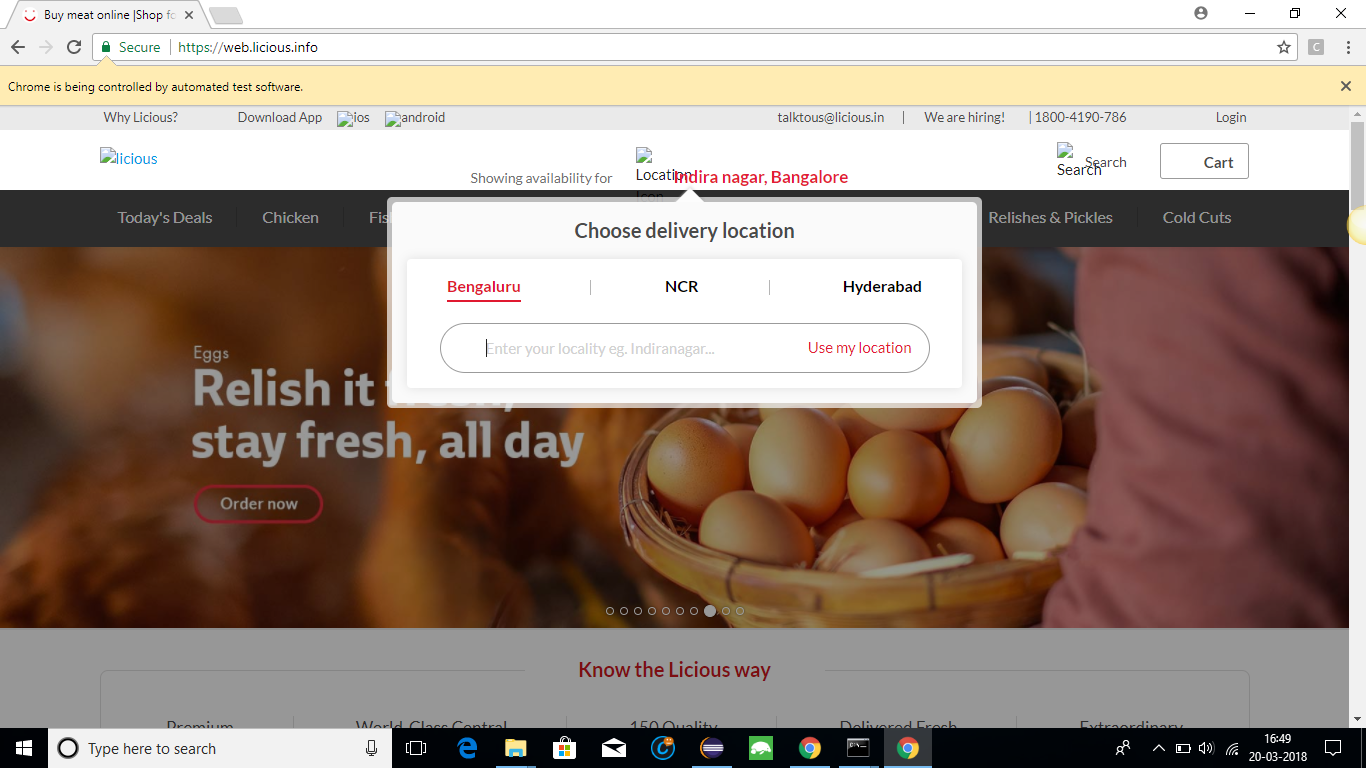 Buy meat online |Shop fo
Secure https://web.licious.info
Chrome is being controlled by automated test software.
Why Licious? Download App ios android talktous@licious.in | We are hiring! | 1800-4190-786 Login
licious Showing availability for Location Icon Indira nagar, Bangalore Search Search Cart
Today's Deals Chicken Fis Relishes & Pickles Cold Cuts
Choose delivery location
Bengaluru | NCR | Hyderabad
Enter your locality eg. Indiranagar... Use my location
Eggs
Relish it fresh,
stay fresh, all day
Order now
Know the Licious way
Premium World-Class Central 150 Quality Delivered Fresh Extraordinary
Type here to search
16:49
20-03-2018